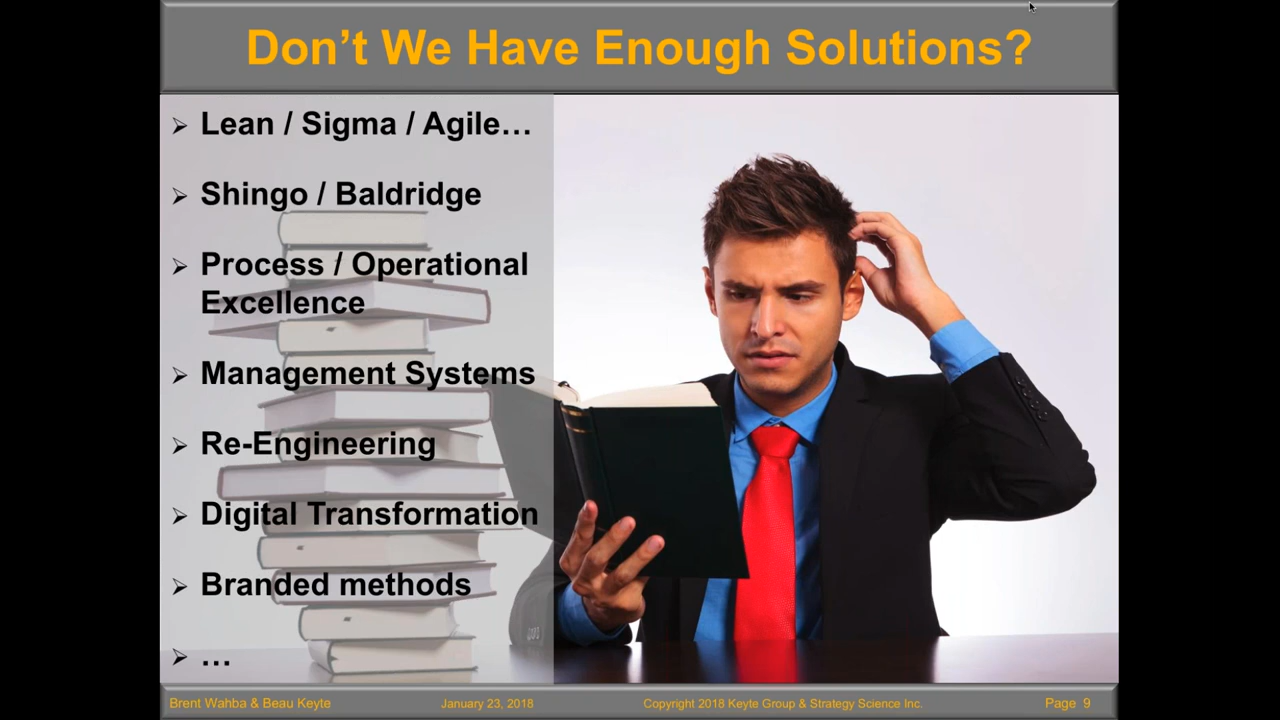 Don’t We Have Enough Solutions?
➢ Lean / Sigma / Agile…
➢ Shingo / Baldridge
➢ Process / Operational
Excellence
➢ Management Systems
➢ Re-Engineering
➢ Digital Transformation
➢ Branded methods
➢ …
Brent Wahba & Beau Keyte January 23, 2018 Copyright 2018 Keyte Group & Strategy Science Inc. Page 9